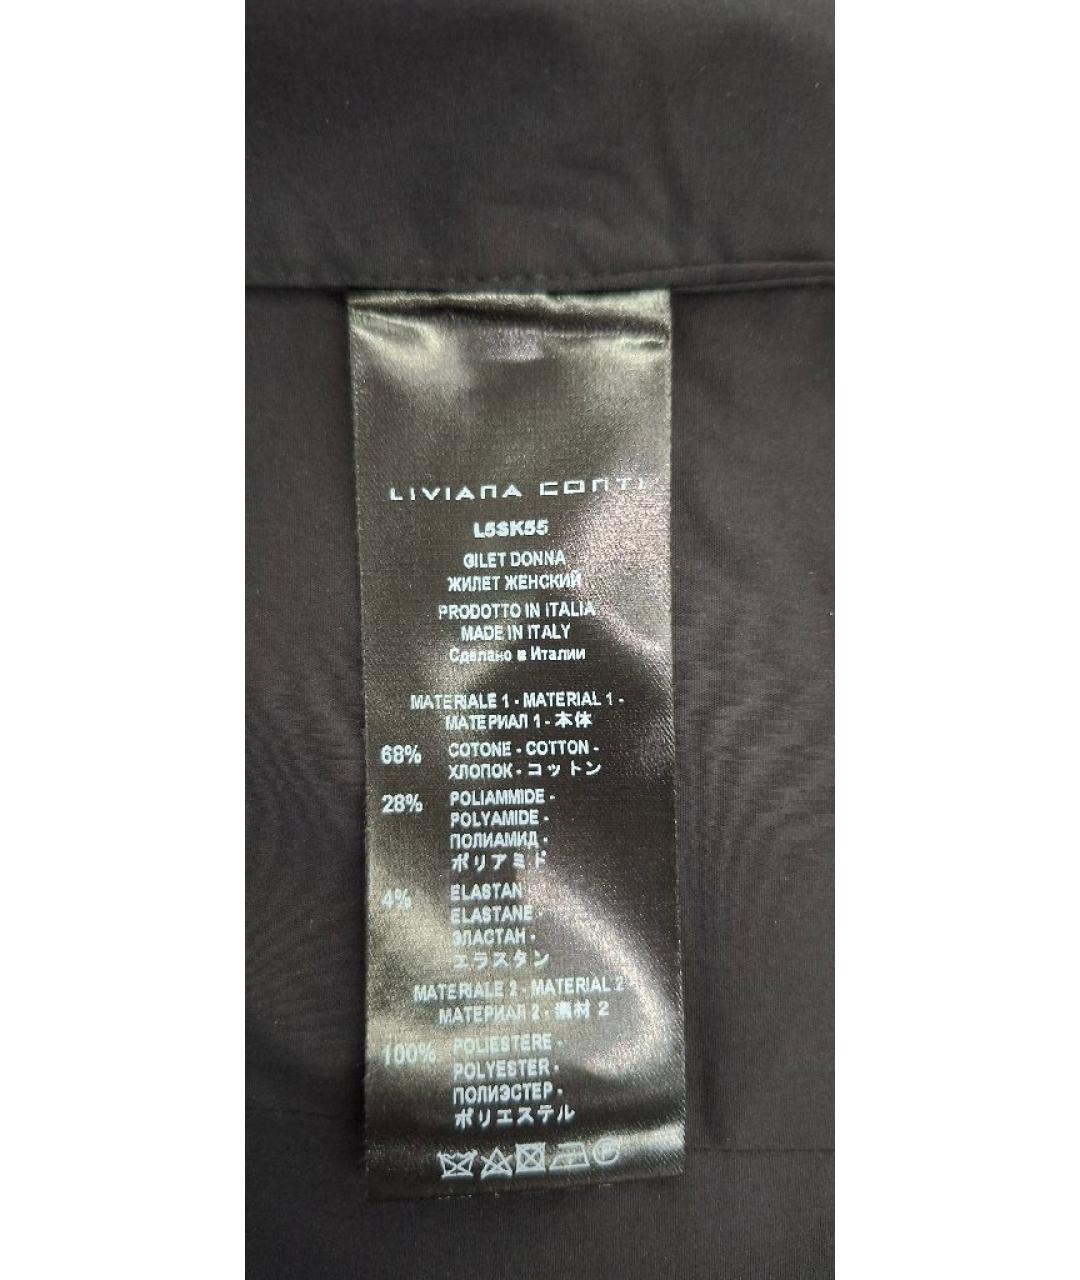 LIVIANA CONTI
L5SK55
GILET DONNA
ЖИЛЕТ ЖЕНСКИЙ
PRODOTTO IN ITALIA
MADE IN ITALY
Сделано в Италии
MATERIALE 1 - MATERIAL 1 -
МАТЕРИАЛ 1 - 本体
68% COTONE - COTTON -
ХЛОПОК - コットン
28% POLIAMMIDE -
POLYAMIDE -
ПОЛИАМИД -
ポリアミド
4% ELASTAN
ELASTANE -
ЭЛАСТАН -
エラスタン
MATERIALE 2 - MATERIAL 2
МАТЕРИАЛ 2 - 素材 2
100% POLIESTERE -
POLYESTER -
ПОЛИЭСТЕР -
ポリエステル